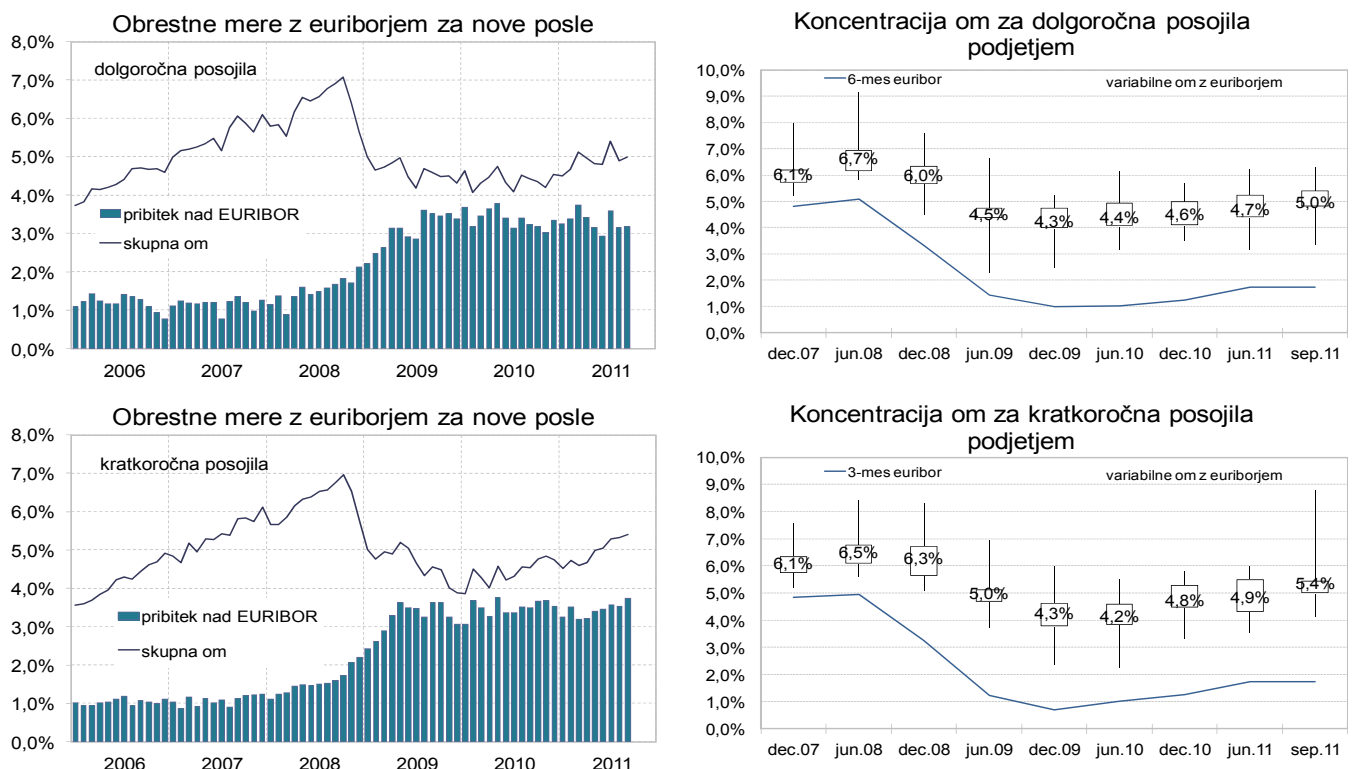 Obrestne mere z euriborjem za nove posle
8,0%
7,0%
6,0%
5,0%
4,0%
3,0%
2,0%
1,0%
0,0%
dolgoročna posojila
pribitek nad EURIBOR
skupna om
2006 2007 2008 2009 2010 2011
Koncentracija om za dolgoročna posojila
podjetjem
10,0%
9,0%
8,0%
7,0%
6,0%
5,0%
4,0%
3,0%
2,0%
1,0%
0,0%
6-mes euribor
variabilne om z euriborjem
6,1% 6,7% 6,0% 4,5% 4,3% 4,4% 4,6% 4,7% 5,0%
dec.07 jun.08 dec.08 jun.09 dec.09 jun.10 dec.10 jun.11 sep.11
Obrestne mere z euriborjem za nove posle
8,0%
7,0%
6,0%
5,0%
4,0%
3,0%
2,0%
1,0%
0,0%
kratkoročna posojila
pribitek nad EURIBOR
skupna om
2006 2007 2008 2009 2010 2011
Koncentracija om za kratkoročna posojila
podjetjem
10,0%
9,0%
8,0%
7,0%
6,0%
5,0%
4,0%
3,0%
2,0%
1,0%
0,0%
3-mes euribor
variabilne om z euriborjem
6,1% 6,5% 6,3% 5,0% 4,3% 4,2% 4,8% 4,9% 5,4%
dec.07 jun.08 dec.08 jun.09 dec.09 jun.10 dec.10 jun.11 sep.11